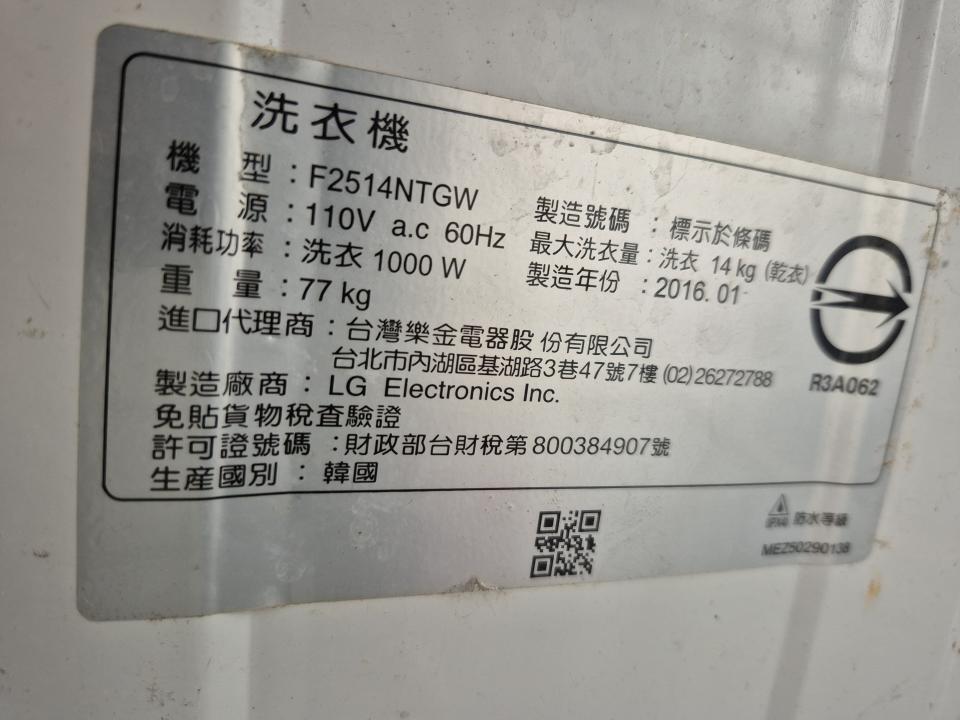 洗衣機
機 型：F2514NTGW
電 源：110V a.c 60Hz
消耗功率：洗衣 1000 W
重 量：77 kg
製造號碼 ：標示於條碼
最大洗衣量：洗衣 14 kg (乾衣)
製造年份 ：2016. 01
進口代理商：台灣樂金電器股 份有限公司
台北市內湖區基湖路3巷47號7樓 (02) 26272788
製造廠商：LG Electronics Inc.
免貼貨物稅查驗證
許可證號碼 ：財政部台財稅第 800384907號
生產國別 ：韓國
R3A062
IPX4 防水等級
MEZ50290138